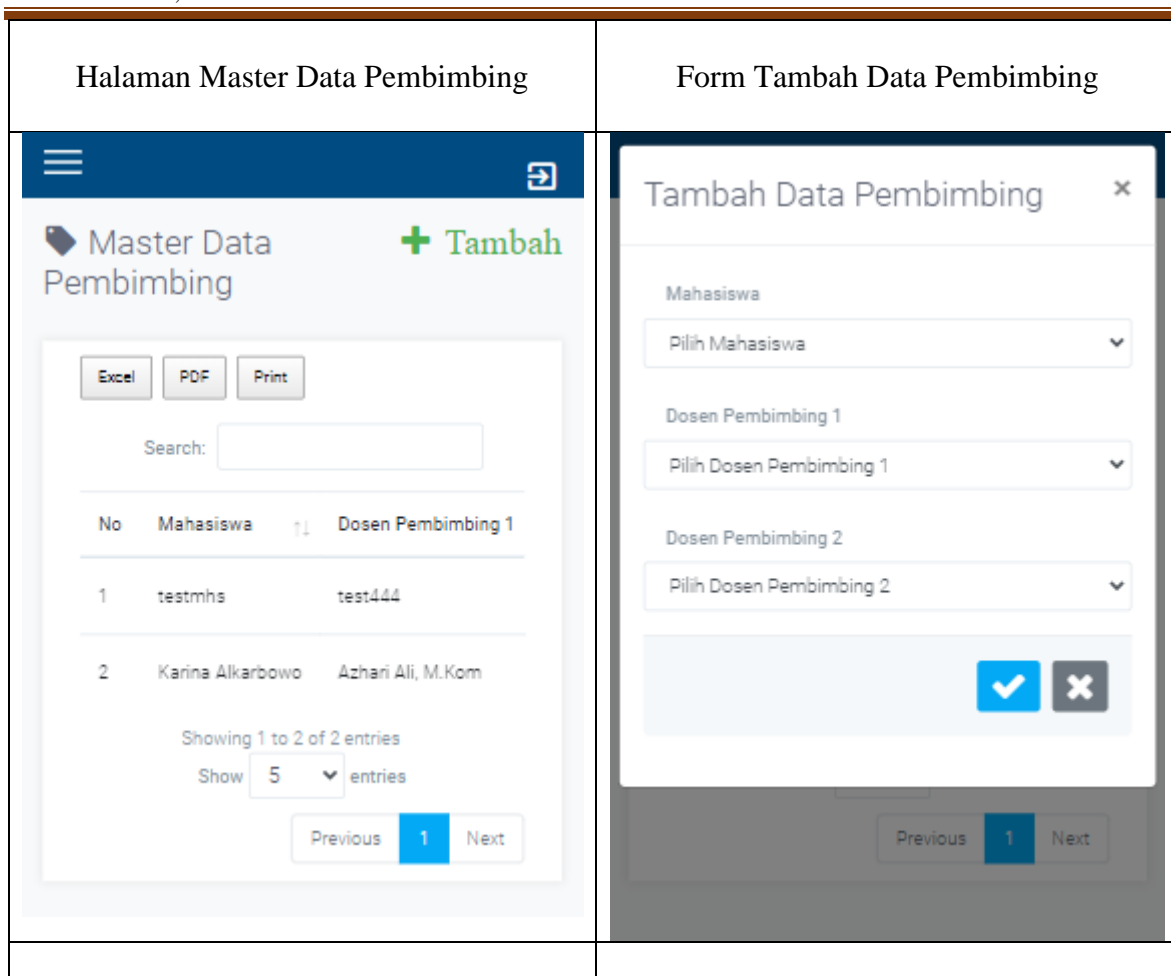 Halaman Master Data Pembimbing
Form Tambah Data Pembimbing
Master Data
Pembimbing
Tambah
Excel PDF Print
Search:
No Mahasiswa Dosen Pembimbing 1
1 testmhs test444
2 Karina Alkarbowo Azhari Ali, M.Kom
Showing 1 to 2 of 2 entries
Show 5 entries
Previous 1 Next
Tambah Data Pembimbing ×
Mahasiswa
Pilih Mahasiswa
Dosen Pembimbing 1
Pilih Dosen Pembimbing 1
Dosen Pembimbing 2
Pilih Dosen Pembimbing 2
Previous 1 Next